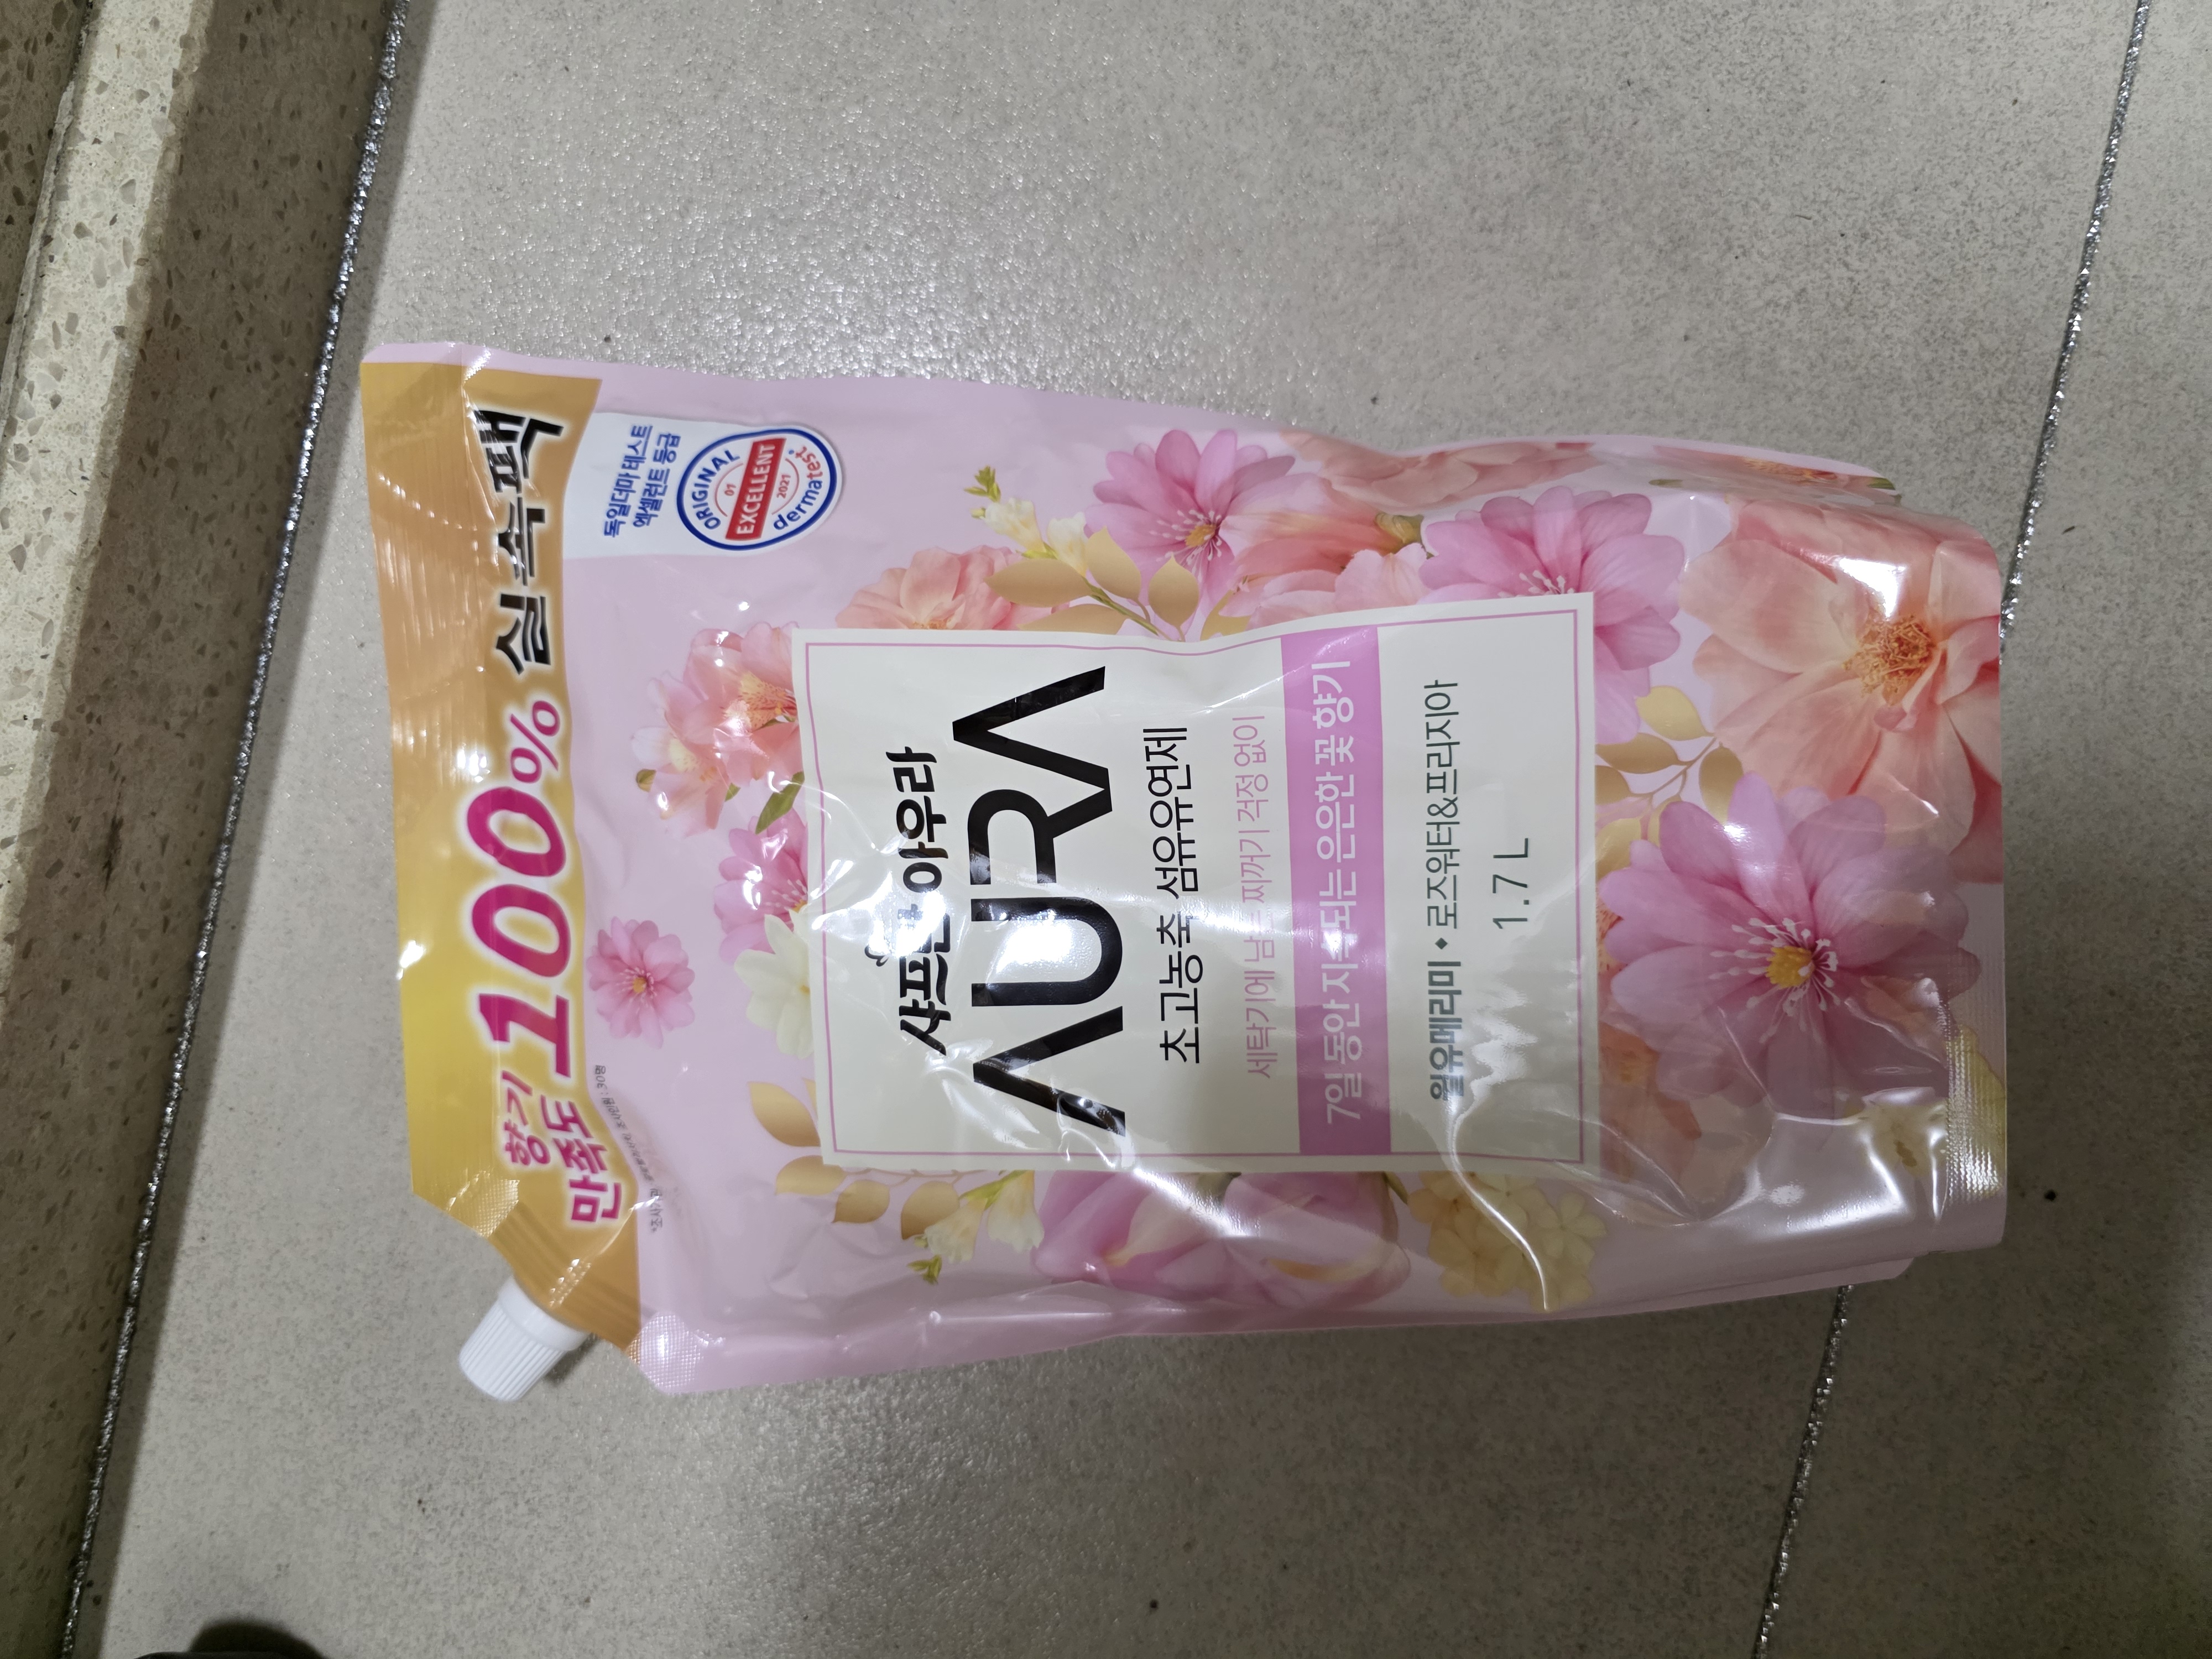 향기
만족도 100% 실속팩
독일더마테스트
엑셀런트 등급
ORIGINAL
01
EXCELLENT
2021
dermatest
샤프란 아우라
AURA
초고농축 섬유유연제
세탁기에 남는 찌꺼기 걱정 없이
7일 동안 지속되는 은은한 꽃 향기
윌유메리미 • 로즈워터&프리지아
1.7 L